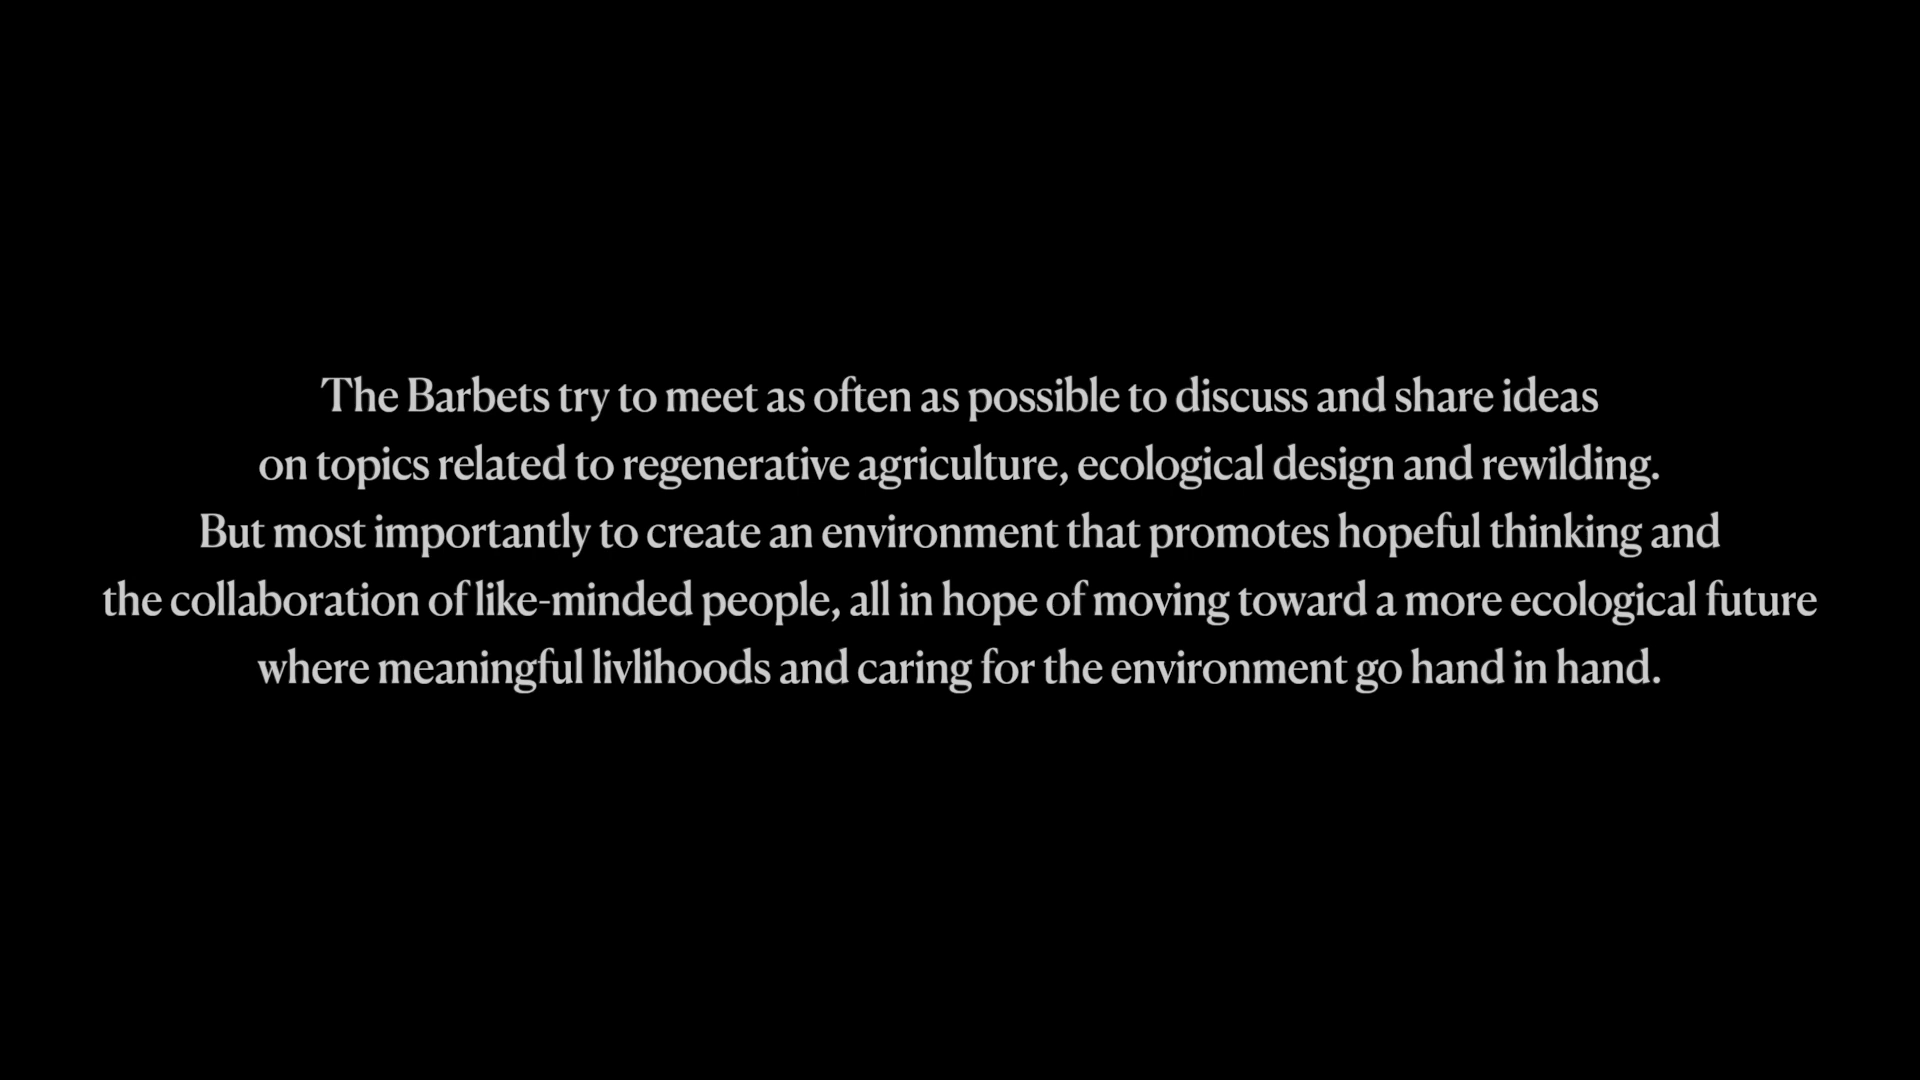 The Barbets try to meet as often as possible to discuss and share ideas
on topics related to regenerative agriculture, ecological design and rewilding.
But most importantly to create an environment that promotes hopeful thinking and
the collaboration of like-minded people, all in hope of moving toward a more ecological future
where meaningful livlihoods and caring for the environment go hand in hand.